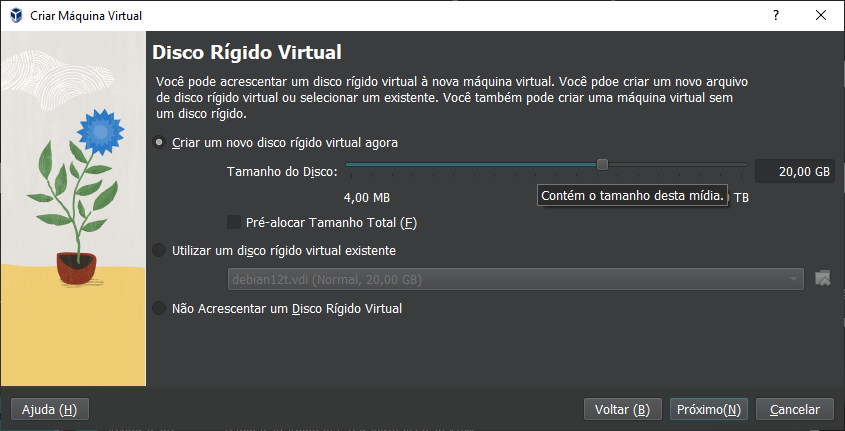 Criar Máquina Virtual
?
Disco Rígido Virtual
Você pode acrescentar um disco rígido virtual à nova máquina virtual. Você pdoe criar um novo arquivo
de disco rígido virtual ou selecionar um existente. Você também pode criar uma máquina virtual sem
um disco rígido.
Criar um novo disco rígido virtual agora
Tamanho do Disco:
20,00 GB
4,00 MB
TB
Contém o tamanho desta mídia.
Pré-alocar Tamanho Total (F)
Utilizar um disco rígido virtual existente
debian12t.vdi (Normal, 20,00 GB)
Não Acrescentar um Disco Rígido Virtual
Ajuda (H)
Voltar (B)
Próximo(N)
Cancelar